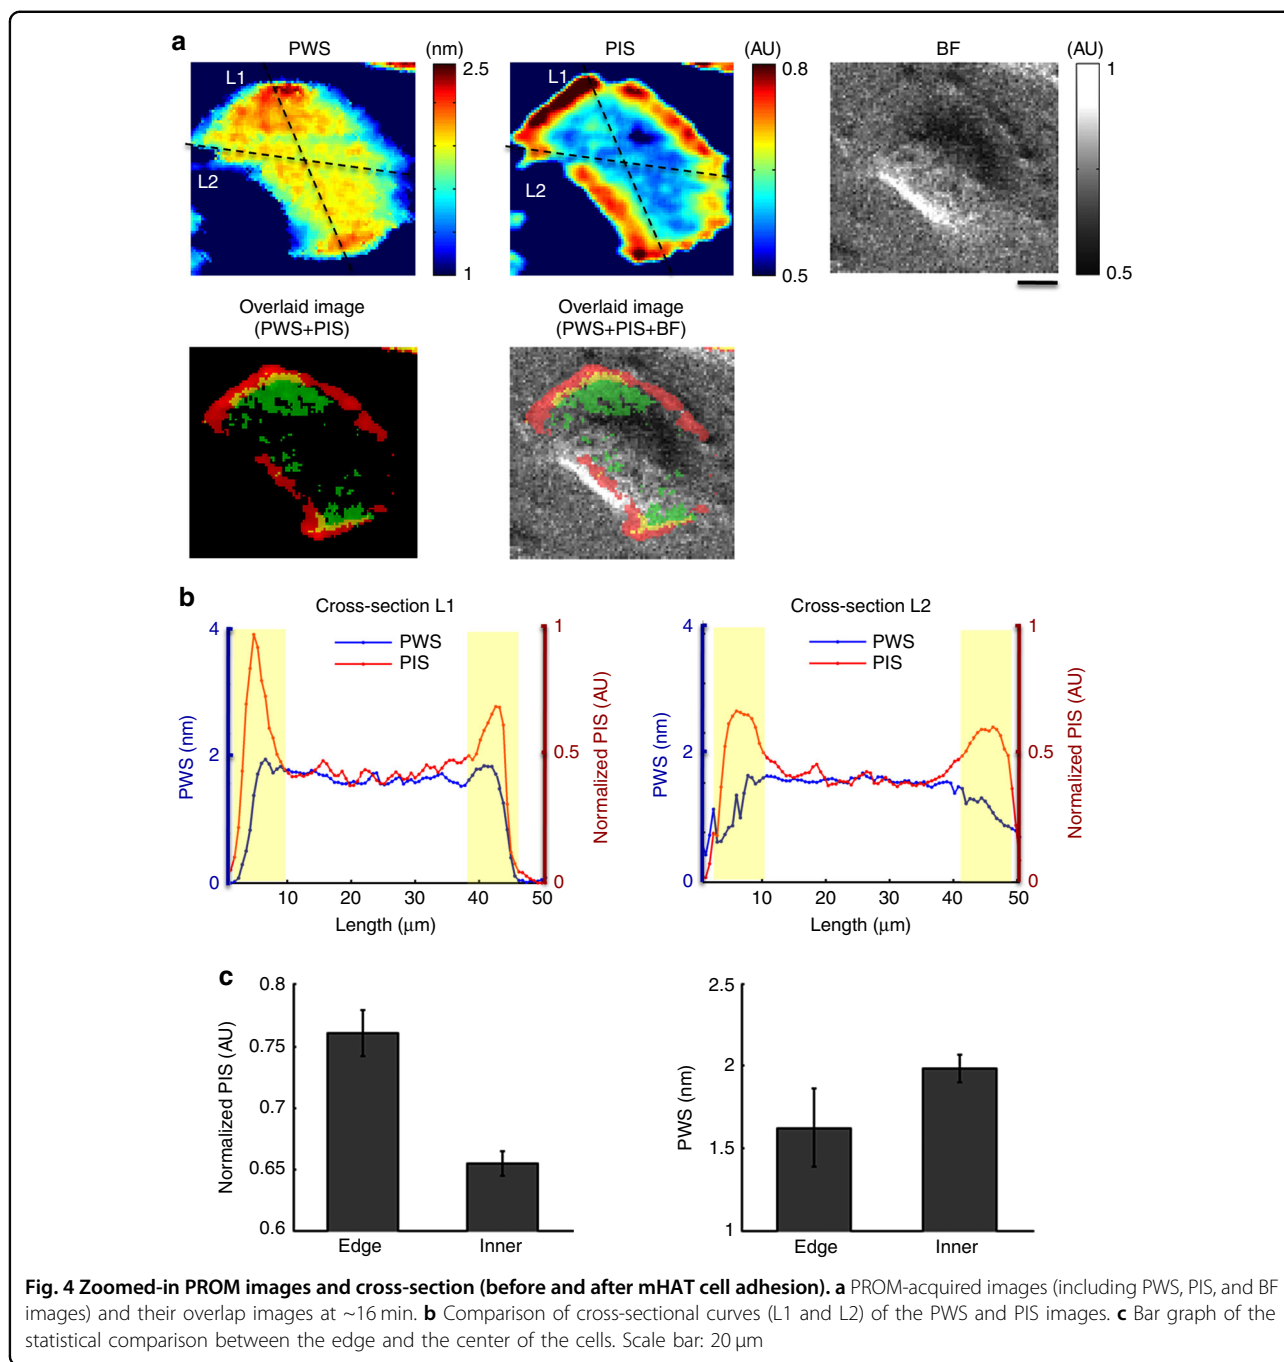 a
PWS
(nm)
PIS
(AU)
BF
(AU)
L1
L2
2.5
1
L1
L2
0.8
0.5
1
0.5
Overlaid image
(PWS+PIS)
Overlaid image
(PWS+PIS+BF)
b
Cross-section L1
PWS
PIS
4
2
0
PWS (nm)
1
0.5
0
Normalized PIS (AU)
10
20
30
40
50
Length (μm)
Cross-section L2
PWS
PIS
4
2
0
PWS (nm)
1
0.5
0
Normalized PIS (AU)
10
20
30
40
50
Length (μm)
c
0.8
0.75
0.7
0.65
0.6
Normalized PIS (AU)
Edge
Inner
2.5
2
1.5
1
PWS (nm)
Edge
Inner
Fig. 4 Zoomed-in PROM images and cross-section (before and after mHAT cell adhesion). a PROM-acquired images (including PWS, PIS, and BF
images) and their overlap images at ~16 min. b Comparison of cross-sectional curves (L1 and L2) of the PWS and PIS images. c Bar graph of the
statistical comparison between the edge and the center of the cells. Scale bar: 20 μm